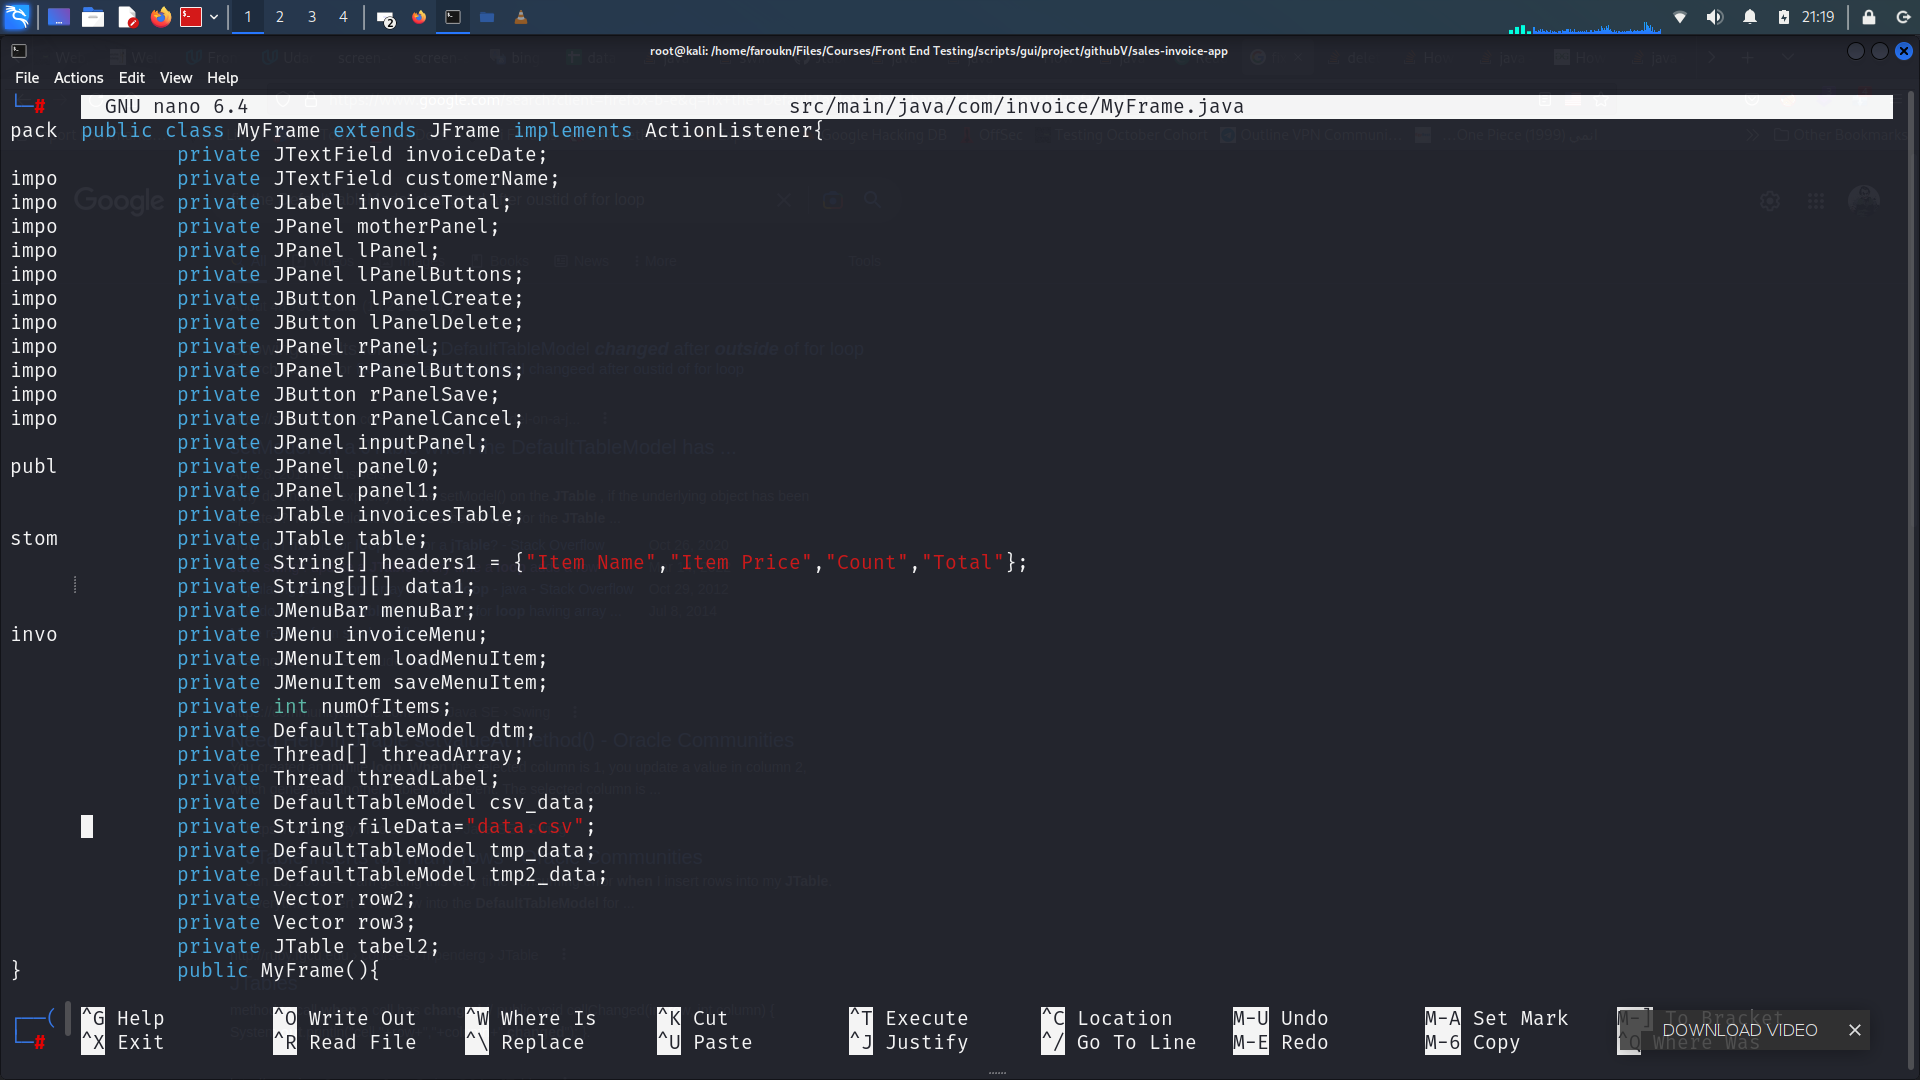 1 2 3 4 2 21:19
root@kali: /home/faroukn/Files/Courses/Front End Testing/scripts/gui/project/githubV/sales-invoice-app
File Actions Edit View Help
└─# GNU nano 6.4 src/main/java/com/invoice/MyFrame.java
pack public class MyFrame extends JFrame implements ActionListener{
private JTextField invoiceDate;
impo private JTextField customerName;
impo private JLabel invoiceTotal;
impo private JPanel motherPanel;
impo private JPanel lPanel;
impo private JPanel lPanelButtons;
impo private JButton lPanelCreate;
impo private JButton lPanelDelete;
impo private JPanel rPanel;
impo private JPanel rPanelButtons;
impo private JButton rPanelSave;
impo private JButton rPanelCancel;
private JPanel inputPanel;
publ private JPanel panel0;
private JPanel panel1;
private JTable invoicesTable;
stom private JTable table;
private String[] headers1 = {"Item Name","Item Price","Count","Total"};
private String[][] data1;
private JMenuBar menuBar;
invo private JMenu invoiceMenu;
private JMenuItem loadMenuItem;
private JMenuItem saveMenuItem;
private int numOfItems;
private DefaultTableModel dtm;
private Thread[] threadArray;
private Thread threadLabel;
private DefaultTableModel csv_data;
private String fileData="data.csv";
private DefaultTableModel tmp_data;
private DefaultTableModel tmp2_data;
private Vector row2;
private Vector row3;
private JTable tabel2;
} public MyFrame(){
┌──( ^G Help ^O Write Out ^W Where Is ^K Cut ^T Execute ^C Location M-U Undo M-A Set Mark M-] To Bracket
└─# ^X Exit ^R Read File ^\ Replace ^U Paste ^J Justify ^/ Go To Line M-E Redo M-6 Copy ^Q Where Was
DOWNLOAD VIDEO